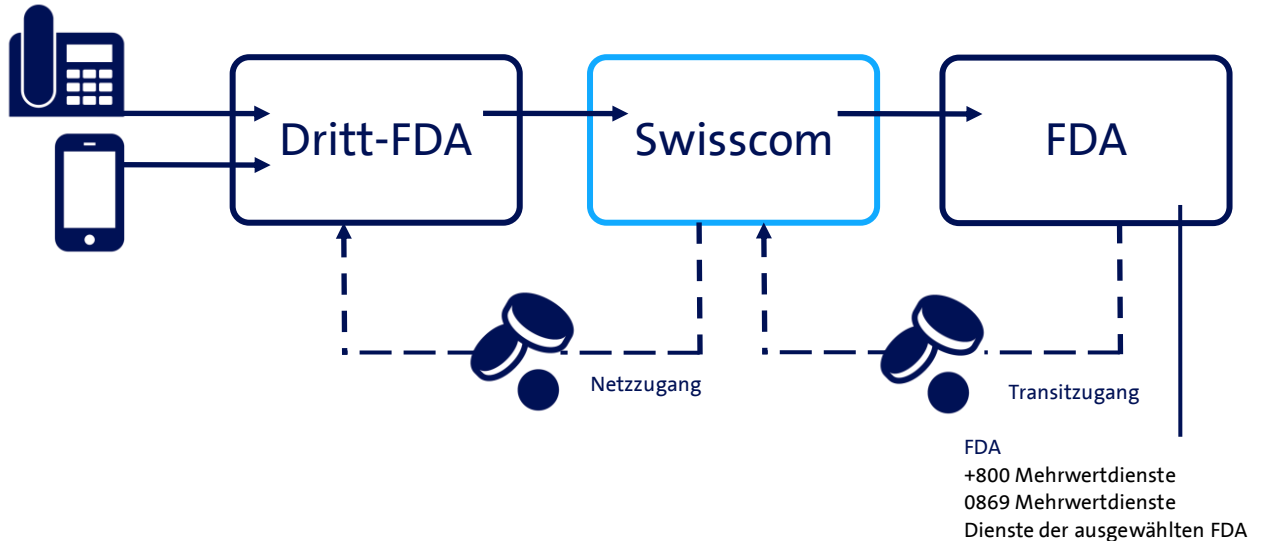 Dritt-FDA
Swisscom
FDA
Netzzugang
Transitzugang
FDA
+800 Mehrwertdienste
0869 Mehrwertdienste
Dienste der ausgewählten FDA